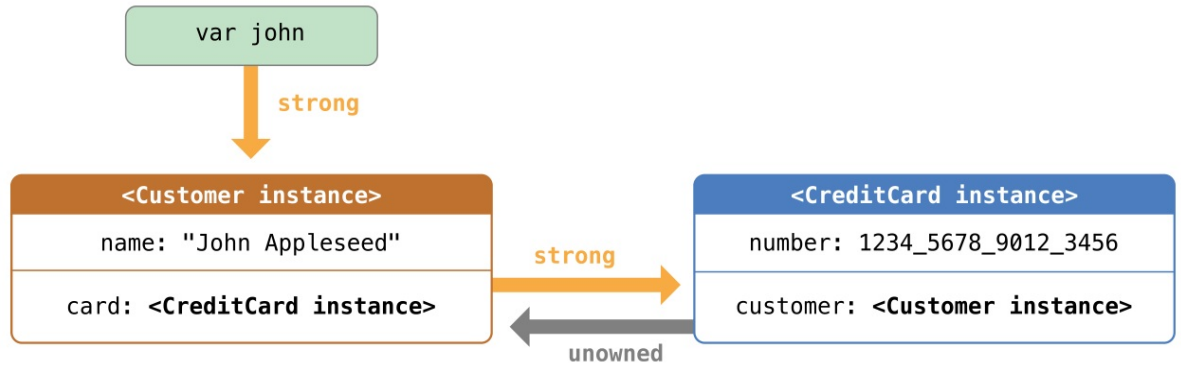 var john
strong
<Customer instance>
name: "John Appleseed"
card: <CreditCard instance>
strong
unowned
<CreditCard instance>
number: 1234_5678_9012_3456
customer: <Customer instance>